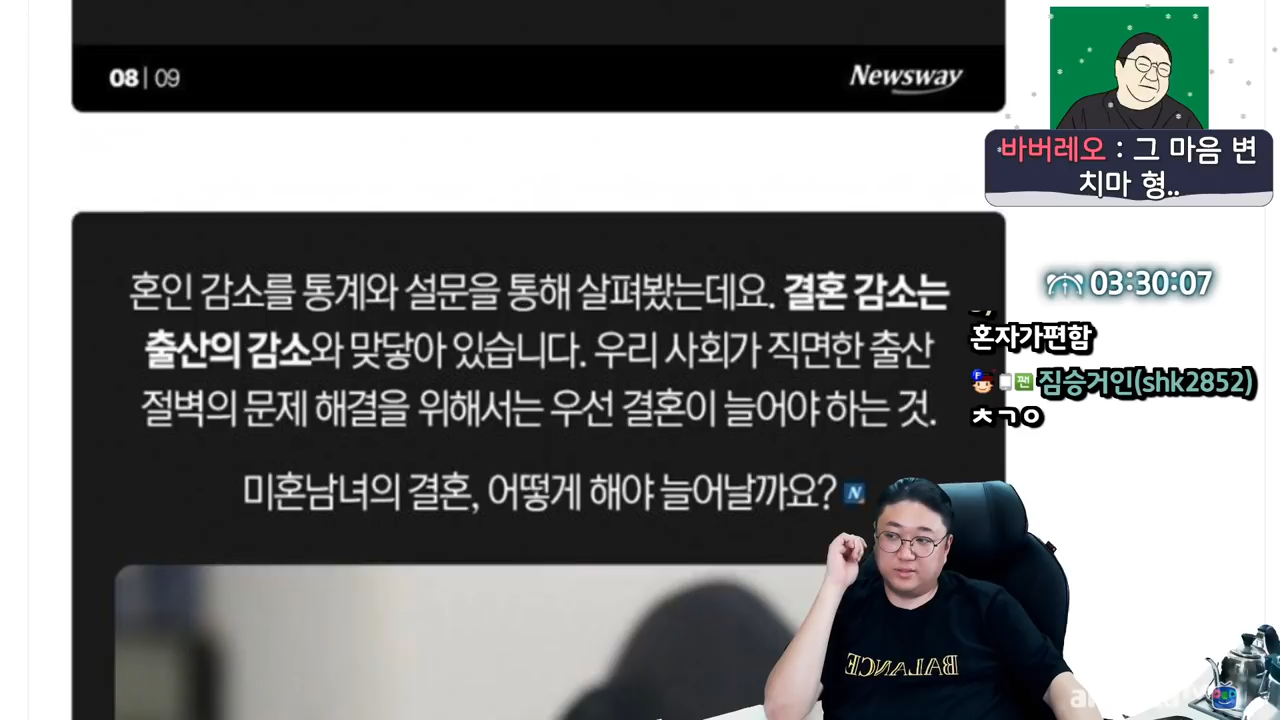 08 | 09
Newsway
바버레오 : 그 마음 변
치마 형..
혼인 감소를 통계와 설문을 통해 살펴봤는데요. 결혼 감소는
출산의 감소와 맞닿아 있습니다. 우리 사회가 직면한 출산
절벽의 문제 해결을 위해서는 우선 결혼이 늘어야 하는 것.
미혼남녀의 결혼, 어떻게 해야 늘어날까요? N
03:30:07
혼자가편함
F 팬 짐승거인(shk2852)
ㅊㄱㅇ
BALANCE